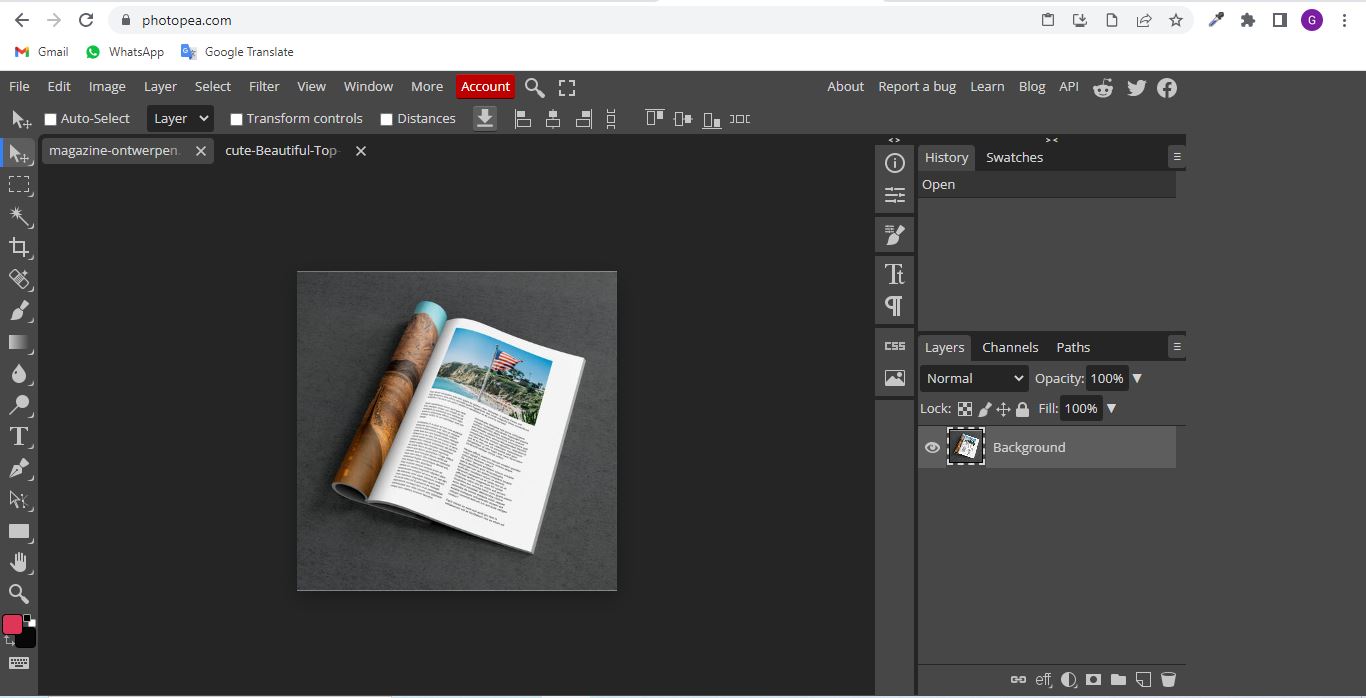 photopea.com
G
Gmail
WhatsApp
Google Translate
File Edit Image Layer Select Filter View Window More Account
About Report a bug Learn Blog API
Auto-Select Layer Transform controls Distances
magazine-ontwerpen.
cute-Beautiful-Top-
History Swatches
Open
CSS
Layers Channels Paths
Normal Opacity: 100%
Lock: Fill: 100%
Background
eff